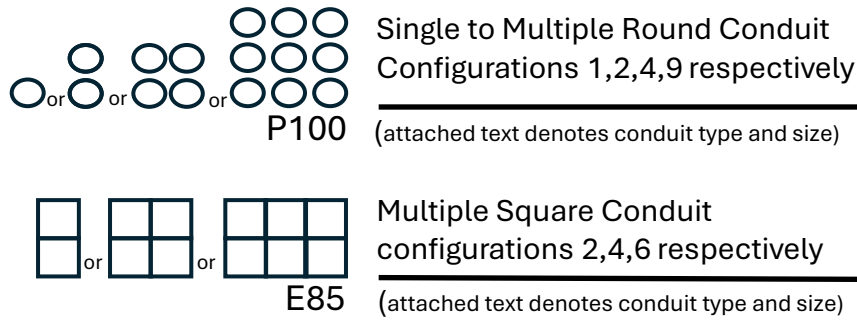 Single to Multiple Round Conduit
Configurations 1,2,4,9 respectively
or or or
P100
(attached text denotes conduit type and size)
Multiple Square Conduit
configurations 2,4,6 respectively
or or
E85
(attached text denotes conduit type and size)